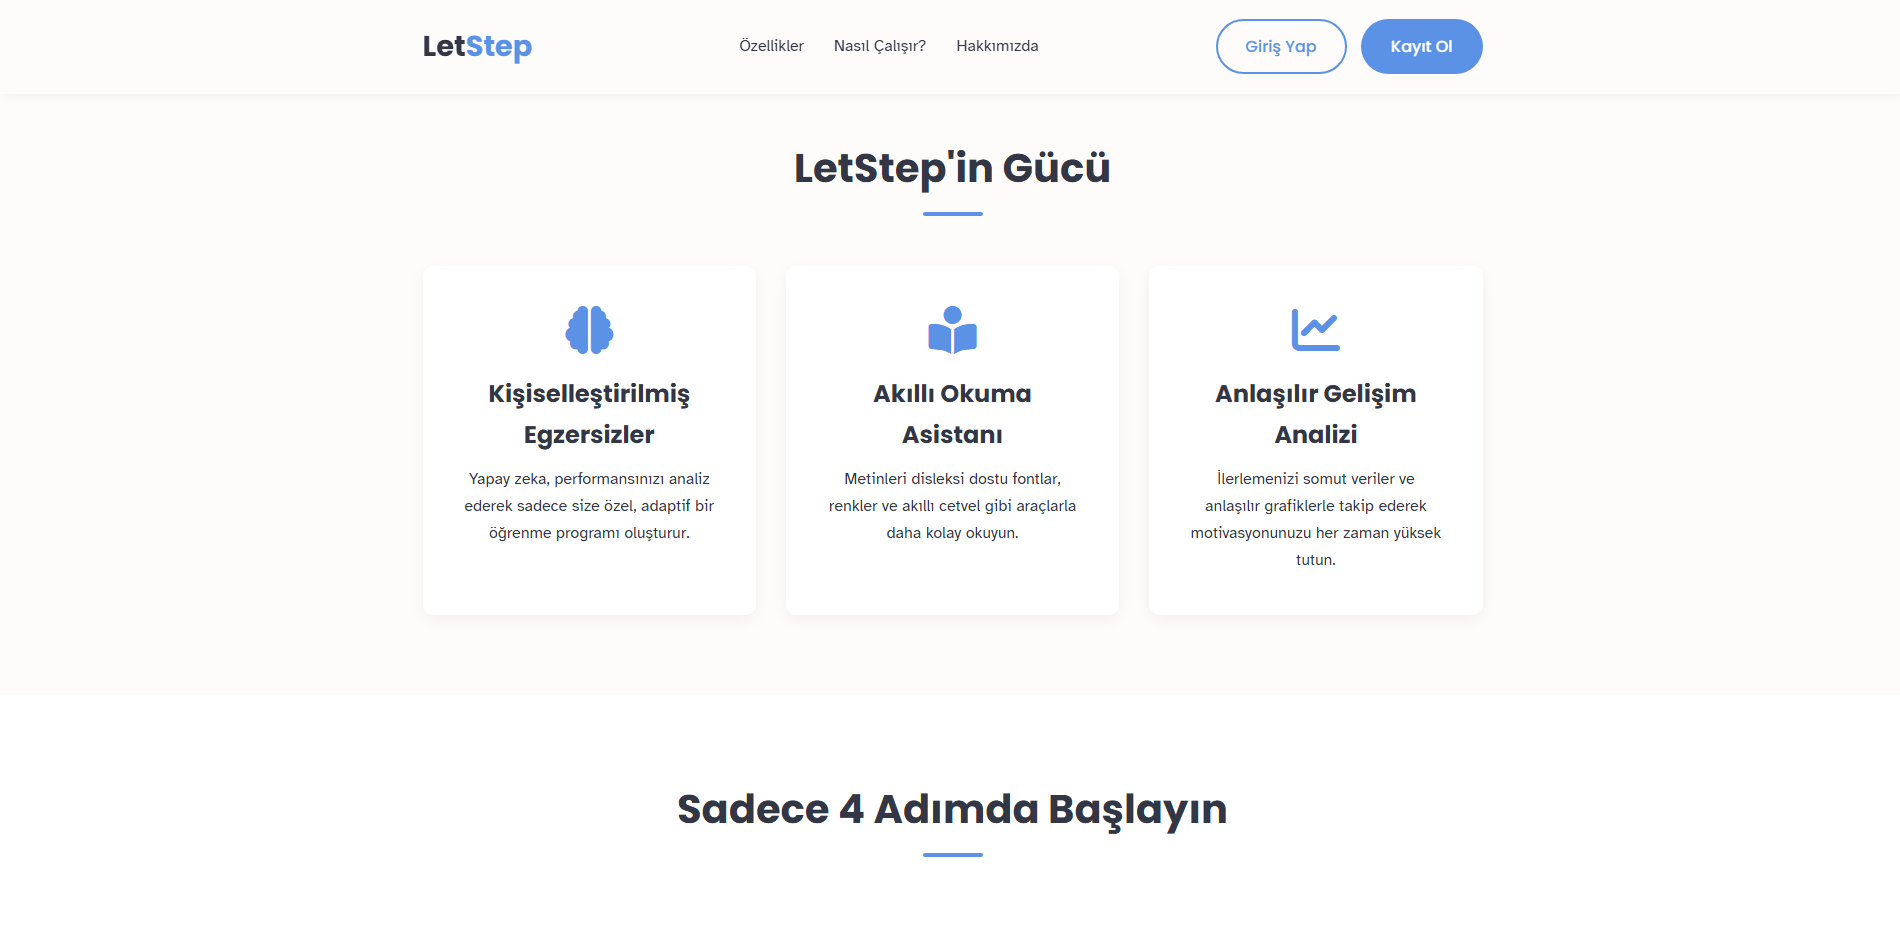 LetStep
Özellikler
Nasıl Çalışır?
Hakkımızda
Giriş Yap
Kayıt Ol
LetStep'in Gücü
Kişiselleştirilmiş
Egzersizler
Yapay zeka, performansınızı analiz
ederek sadece size özel, adaptif bir
öğrenme programı oluşturur.
Akıllı Okuma
Asistanı
Metinleri disleksi dostu fontlar,
renkler ve akıllı cetvel gibi araçlarla
daha kolay okuyun.
Anlaşılır Gelişim
Analizi
İlerlemenizi somut veriler ve
anlaşılır grafiklerle takip ederek
motivasyonunuzu her zaman yüksek
tutun.
Sadece 4 Adımda Başlayın